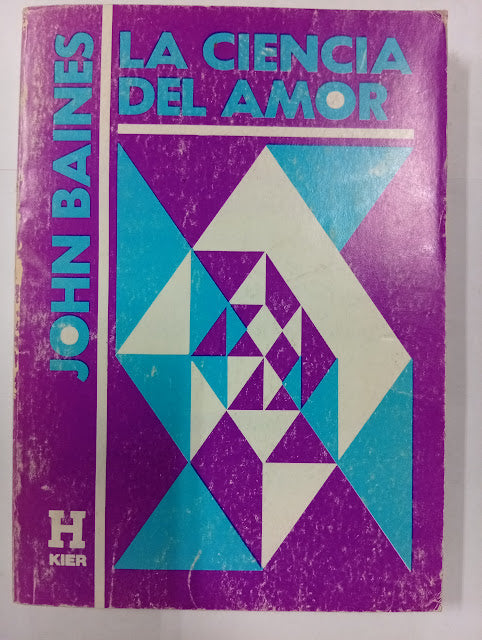 JOHN BAINES
LA CIENCIA
DEL AMOR
H
KIER